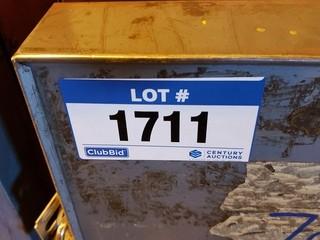 LOT #
1711
ClubBid
CENTURY
AUCTIONS